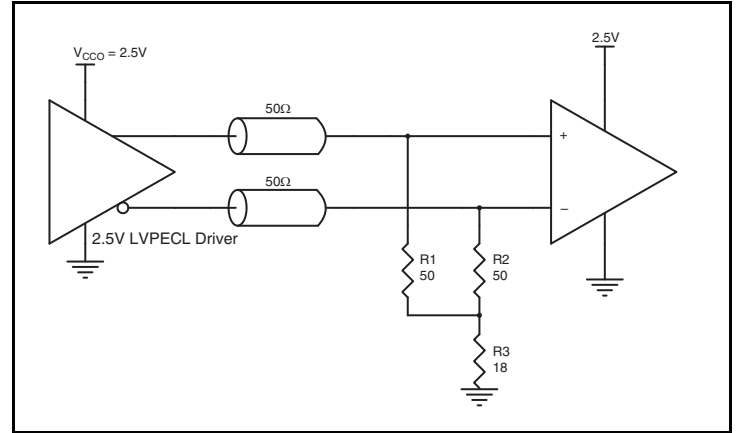 V_CCO = 2.5V
2.5V
50Ω
+
50Ω
–
2.5V LVPECL Driver
R1
50
R2
50
R3
18